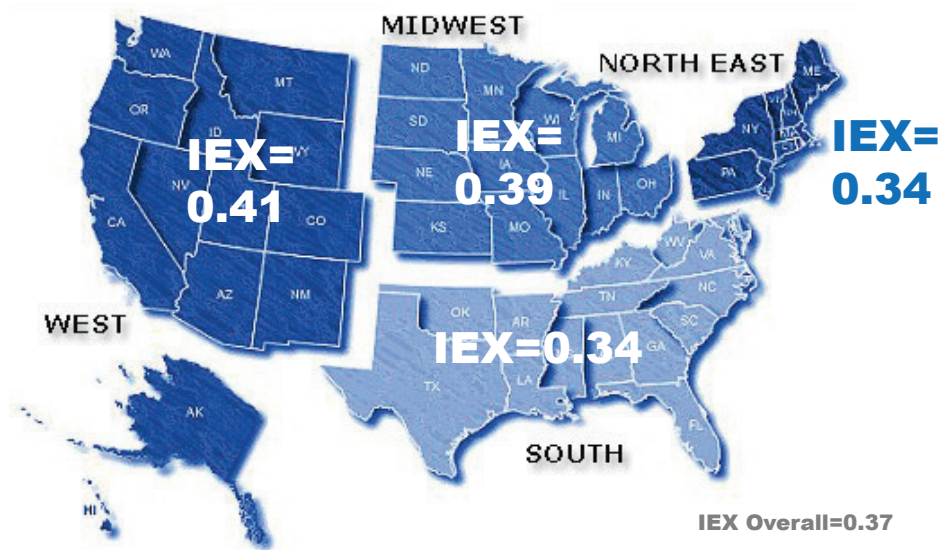 MIDWEST
NORTH EAST
WA
MT
OR
ID
WY
NV
CA
CO
AZ
NM
IEX=
0.41
WEST
AK
HI
ND
MN
SD
WI
MI
NE
IA
IL
IN
OH
KS
MO
IEX=
0.39
ME
VT
NH
NY
MA
PA
IEX=
0.34
WV
VA
KY
NC
TN
OK
AR
SC
GA
TX
LA
FL
IEX=0.34
SOUTH
IEX Overall=0.37